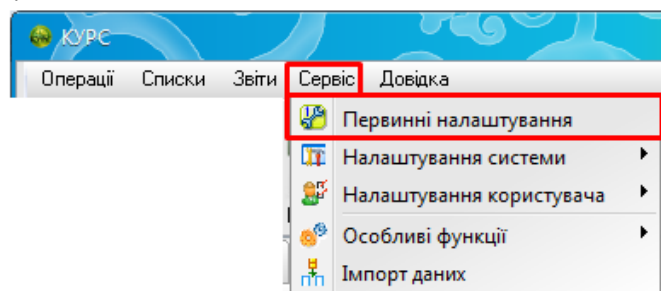 КУРС
Операції Списки Звіти Сервіс Довідка
Первинні налаштування
Налаштування системи
Налаштування користувача
Особливі функції
Імпорт даних